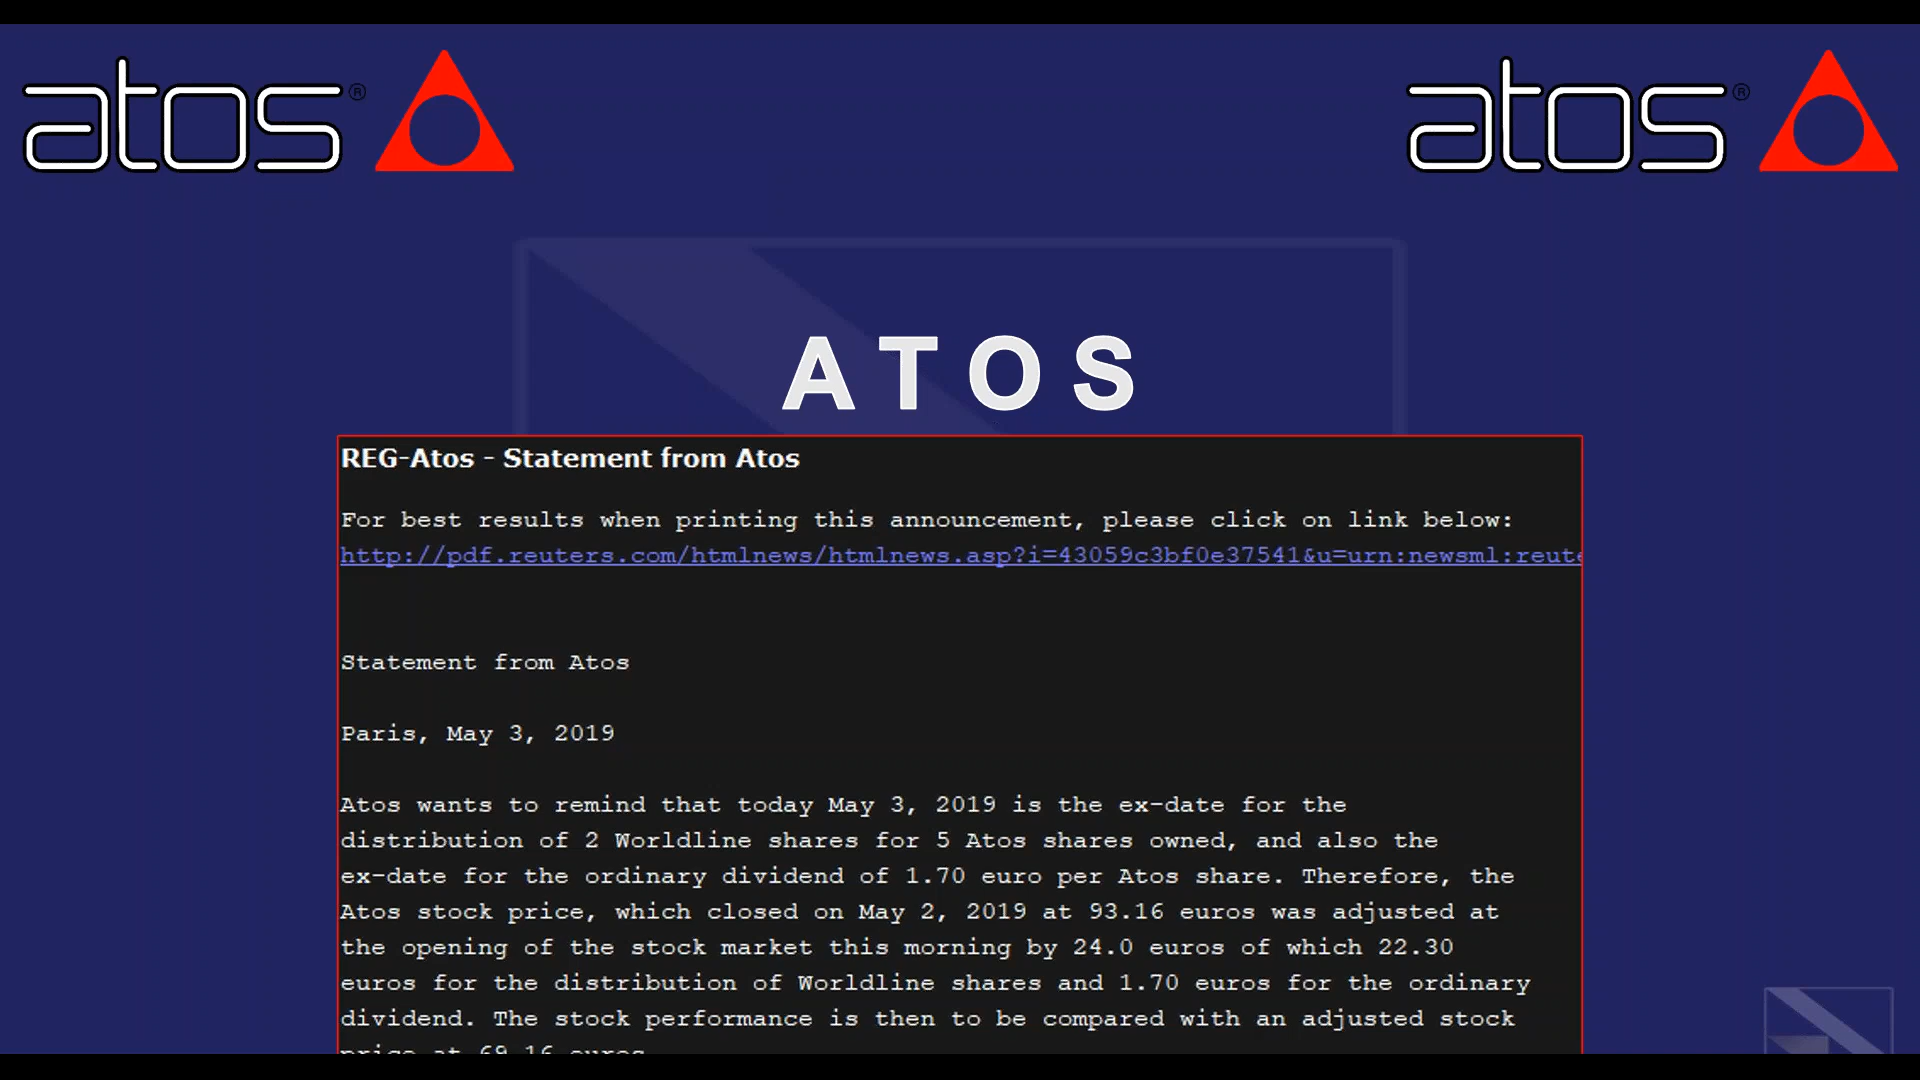 atos® atos®
ATOS
REG-Atos - Statement from Atos
For best results when printing this announcement, please click on link below:
http://pdf.reuters.com/htmlnews/htmlnews.asp?i=43059c3bf0e37541&u=urn:newsml:reute
Statement from Atos
Paris, May 3, 2019
Atos wants to remind that today May 3, 2019 is the ex-date for the
distribution of 2 Worldline shares for 5 Atos shares owned, and also the
ex-date for the ordinary dividend of 1.70 euro per Atos share. Therefore, the
Atos stock price, which closed on May 2, 2019 at 93.16 euros was adjusted at
the opening of the stock market this morning by 24.0 euros of which 22.30
euros for the distribution of Worldline shares and 1.70 euros for the ordinary
dividend. The stock performance is then to be compared with an adjusted stock
price at 69.16 euros